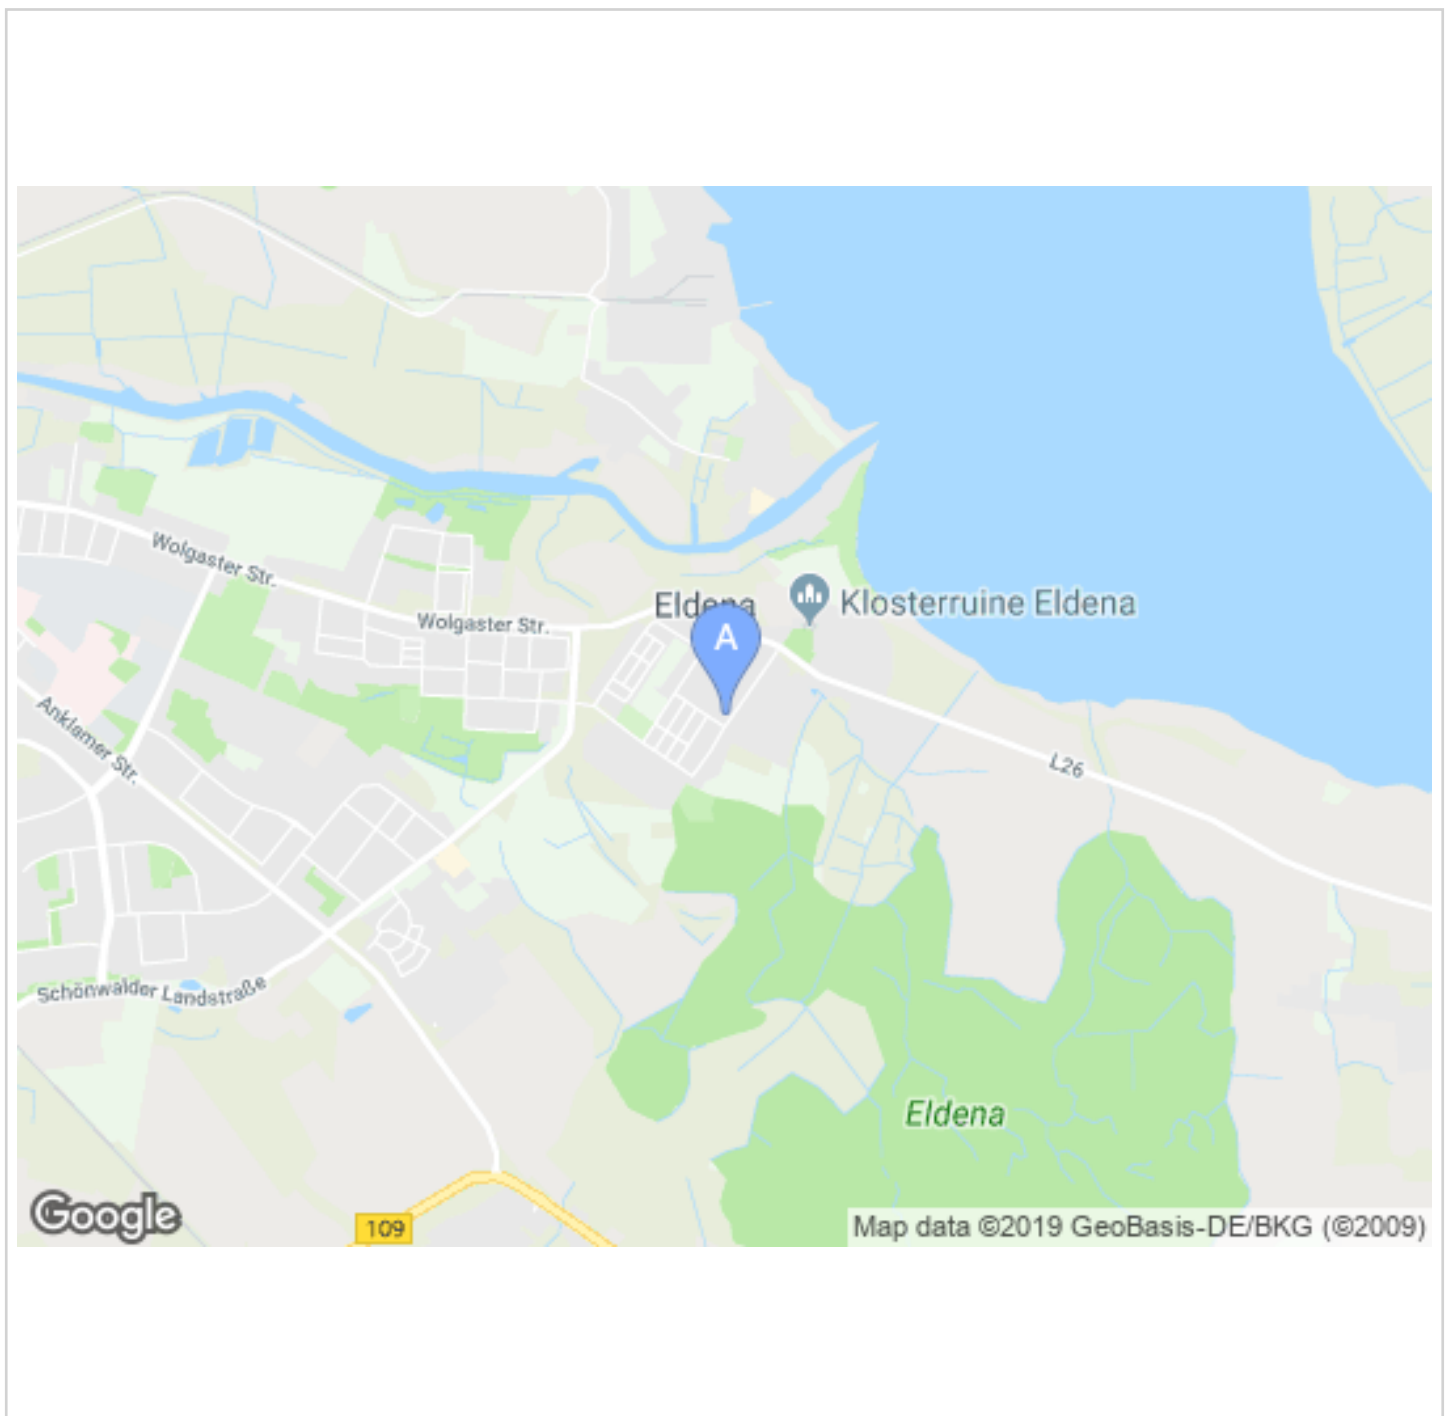 Wolgaster Str.
Wolgaster Str.
Eldena
A
Klosterruine Eldena
Anklamer Str.
L26
Schönwalder Landstraße
Eldena
109
Google
Map data ©2019 GeoBasis-DE/BKG (©2009)